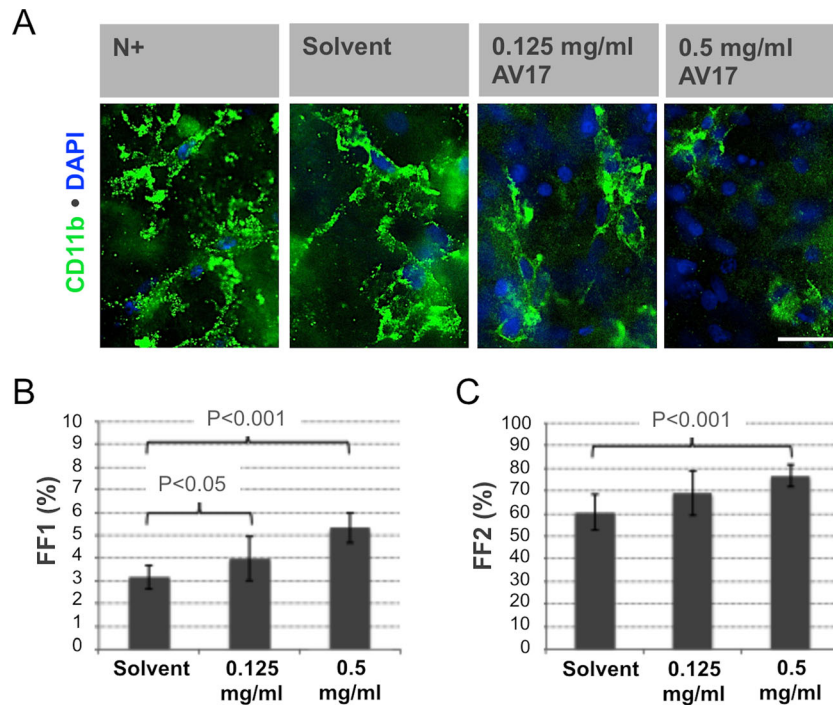 A
N+
Solvent
0.125 mg/ml
AV17
0.5 mg/ml
AV17
CD11b • DAPI
B
FF1 (%)
10
9
8
7
6
5
4
3
2
1
0
P<0.001
P<0.05
Solvent
0.125
mg/ml
0.5
mg/ml
C
FF2 (%)
100
90
80
70
60
50
40
30
20
10
0
P<0.001
Solvent
0.125
mg/ml
0.5
mg/ml